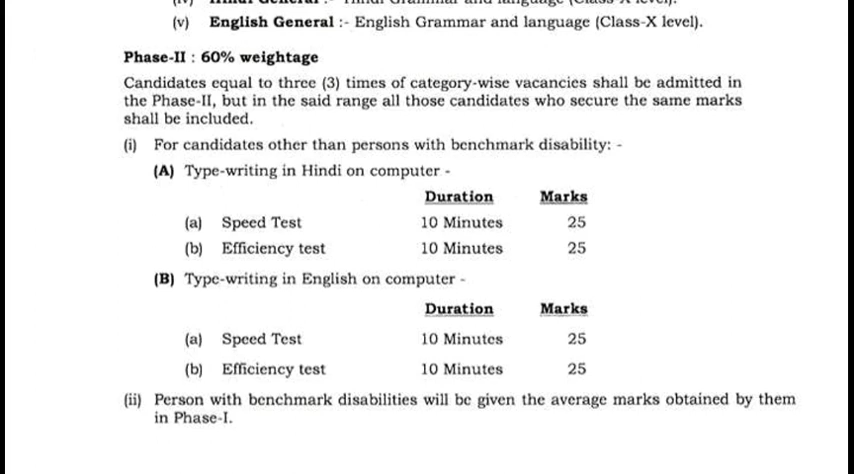 (v) English General :- English Grammar and language (Class-X level).
Phase-II : 60% weightage
Candidates equal to three (3) times of category-wise vacancies shall be admitted in
the Phase-II, but in the said range all those candidates who secure the same marks
shall be included.
(i) For candidates other than persons with benchmark disability: -
(A) Type-writing in Hindi on computer -
Duration Marks
(a) Speed Test 10 Minutes 25
(b) Efficiency test 10 Minutes 25
(B) Type-writing in English on computer -
Duration Marks
(a) Speed Test 10 Minutes 25
(b) Efficiency test 10 Minutes 25
(ii) Person with benchmark disabilities will be given the average marks obtained by them
in Phase-I.